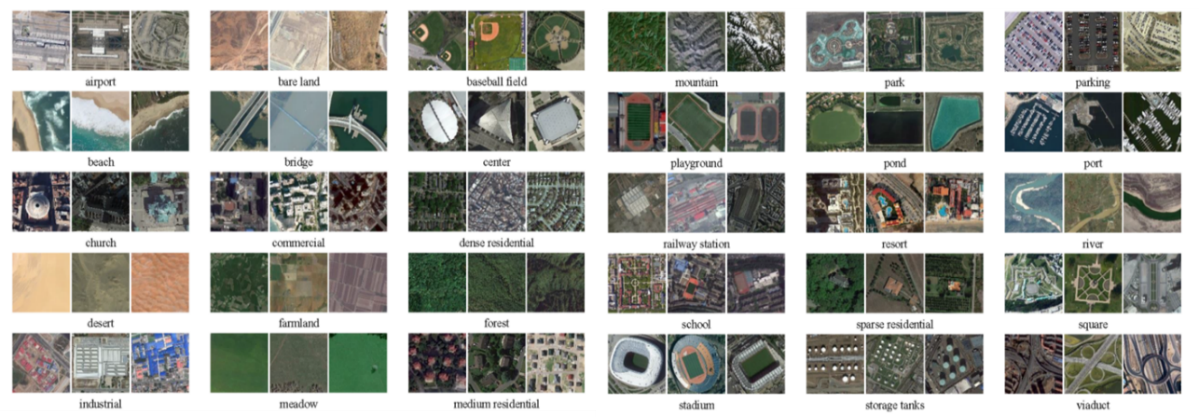 airport bare land baseball field mountain park parking
beach bridge center playground pond port
church commercial dense residential railway station resort river
desert farmland forest school sparse residential square
industrial meadow medium residential stadium storage tanks viaduct